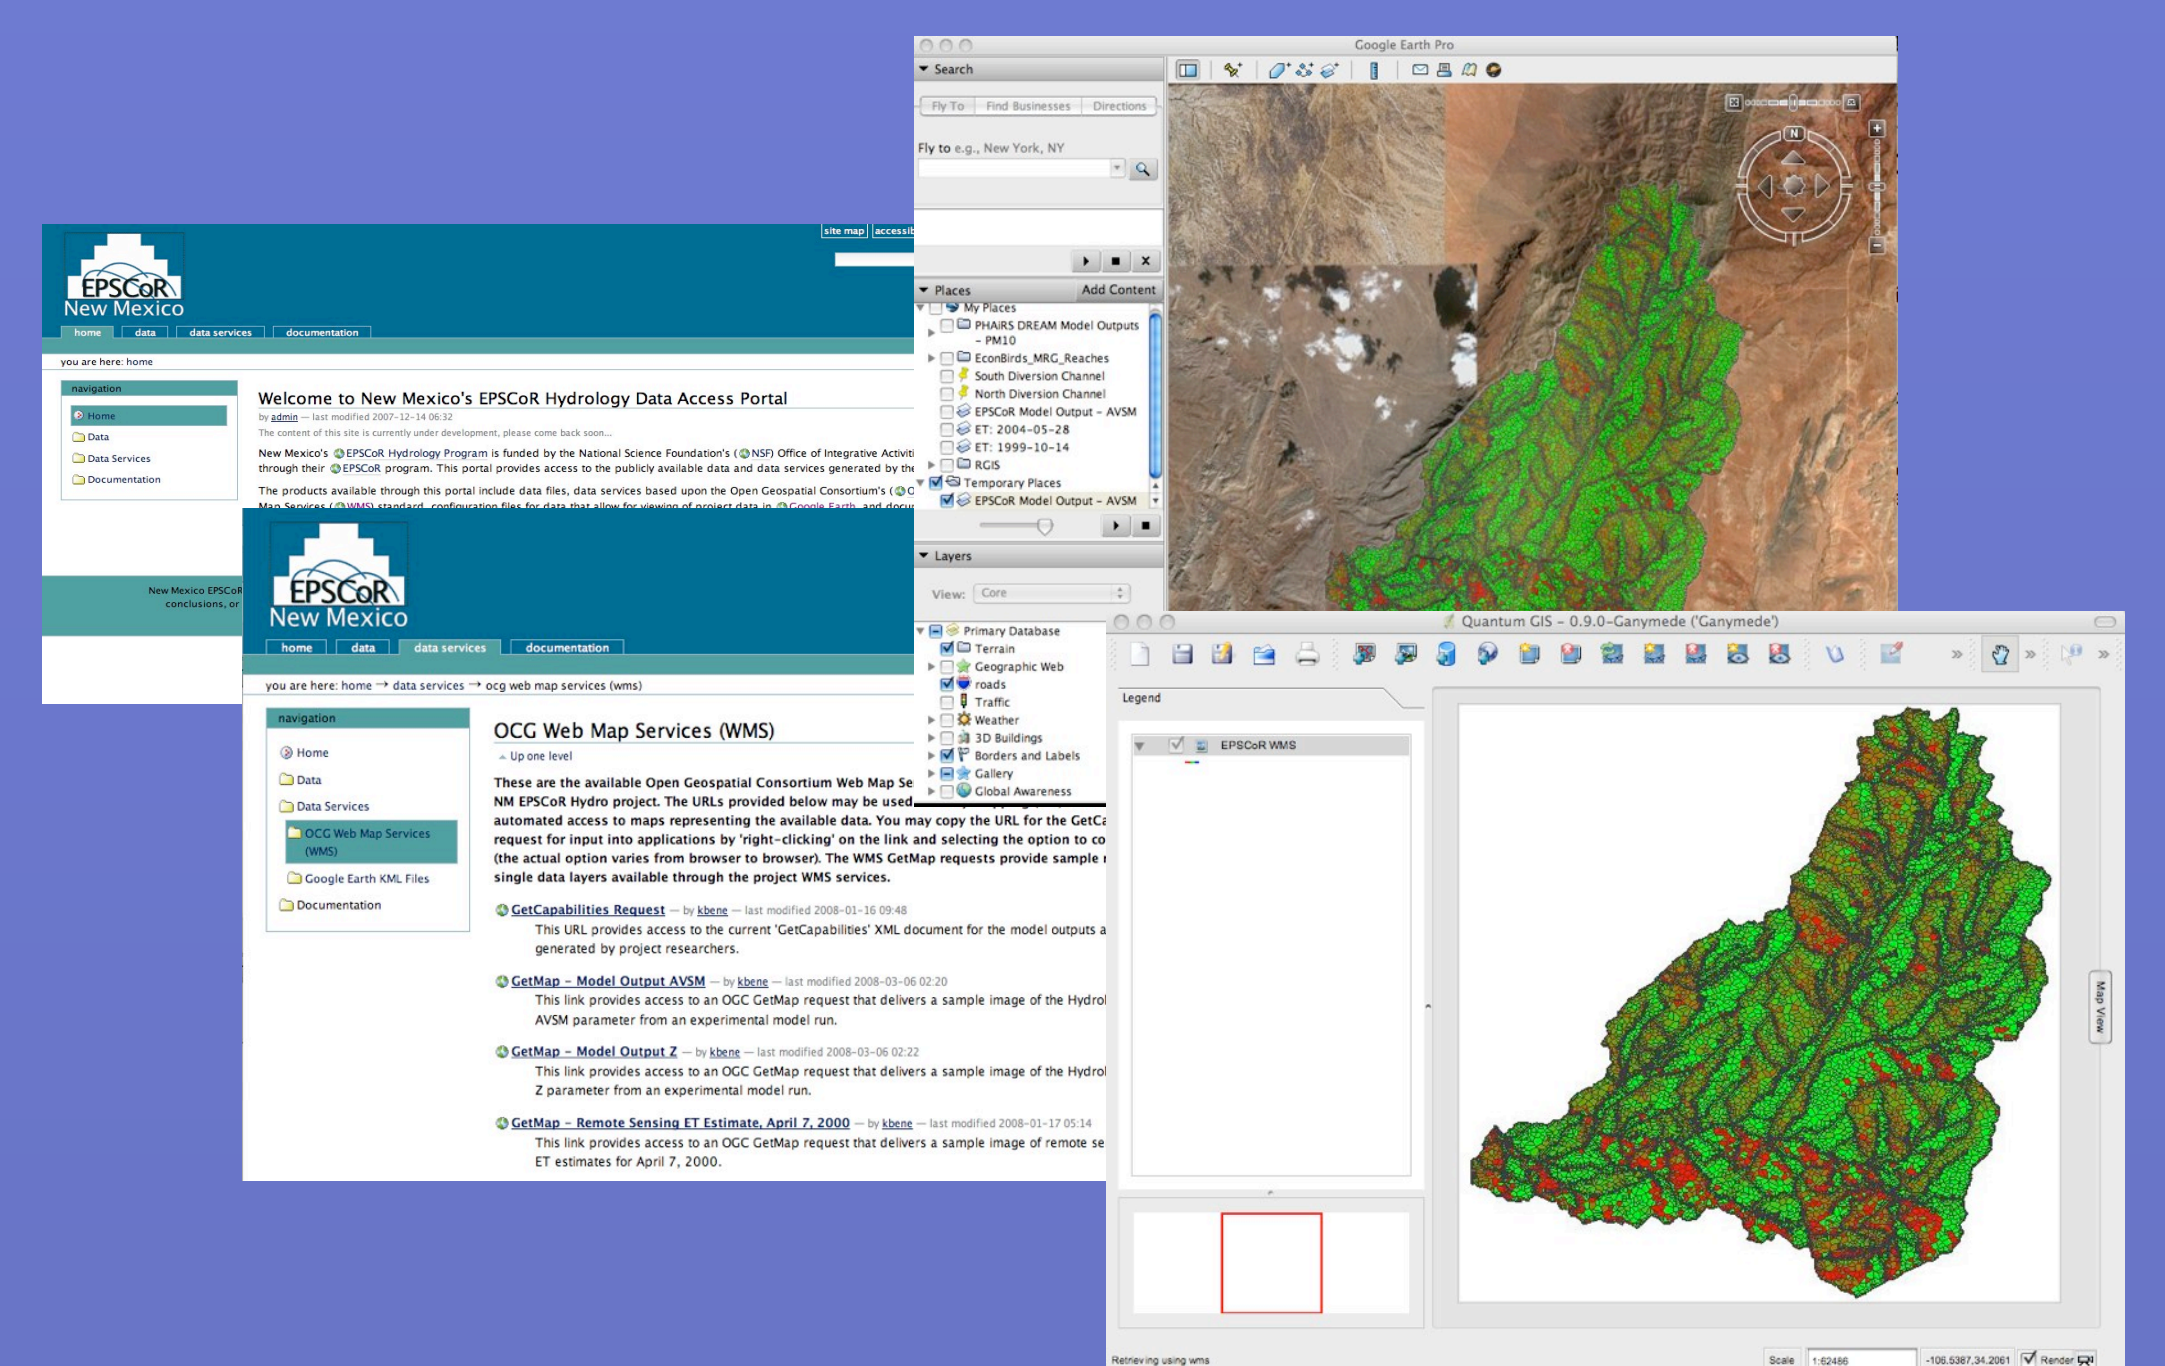 EPSCoR
New Mexico
site map
home
data
data services
documentation
you are here: home
navigation
Home
Data
Data Services
Documentation
Welcome to New Mexico's EPSCoR Hydrology Data Access Portal
by admin — last modified 2007-12-14 06:32
The content of this site is currently under development, please come back soon...
New Mexico's EPSCoR Hydrology Program is funded by the National Science Foundation's (NSF) Office of Integrative
through their EPSCoR program. This portal provides access to the publicly available data and data services generated by the
The products available through this portal include data files, data services based upon the Open Geospatial Consortium's (
Map Services (WMS) standard, configuration files for data that allow for viewing of project data in Google Earth, and
New Mexico EPSCoR
conclusions, or
EPSCoR
New Mexico
home
data
data services
documentation
you are here: home → data services → ocg web map services (wms)
navigation
Home
Data
Data Services
OCG Web Map Services
(WMS)
Google Earth KML Files
Documentation
OCG Web Map Services (WMS)
Up one level
These are the available Open Geospatial Consortium Web Map
NM EPSCoR Hydro project. The URLs provided below may be used
automated access to maps representing the available data. You may copy the URL for the
request for input into applications by 'right-clicking' on the link and selecting the option to
(the actual option varies from browser to browser). The WMS GetMap requests provide sample
single data layers available through the project WMS services.
GetCapabilities Request — by kbene — last modified 2008-01-16 09:48
This URL provides access to the current 'GetCapabilities' XML document for the model outputs
generated by project researchers.
GetMap – Model Output AVSM — by kbene — last modified 2008-03-06 02:20
This link provides access to an OGC GetMap request that delivers a sample image of the
AVSM parameter from an experimental model run.
GetMap – Model Output Z — by kbene — last modified 2008-03-06 02:22
This link provides access to an OGC GetMap request that delivers a sample image of the
Z parameter from an experimental model run.
GetMap – Remote Sensing ET Estimate, April 7, 2000 — by kbene — last modified 2008-01-17 05:14
This link provides access to an OGC GetMap request that delivers a sample image of remote
ET estimates for April 7, 2000.
Google Earth Pro
Search
Fly To
Find Businesses
Directions
Fly to e.g., New York, NY
Places
Add Content
My Places
PHAiRS DREAM Model Outputs
– PM10
EconBirds_MRG_Reaches
South Diversion Channel
North Diversion Channel
EPSCoR Model Output – AVSM
ET: 2004-05-28
ET: 1999-10-14
RGIS
Temporary Places
EPSCoR Model Output – AVSM
Layers
View: Core
Primary Database
Terrain
Geographic Web
roads
Traffic
Weather
3D Buildings
Borders and Labels
Gallery
Global Awareness
N
Quantum GIS – 0.9.0-Ganymede ('Ganymede')
Legend
EPSCoR WMS
Map View
Retrieving using wms
Scale 1:62486
-106.5387,34.2061
Render